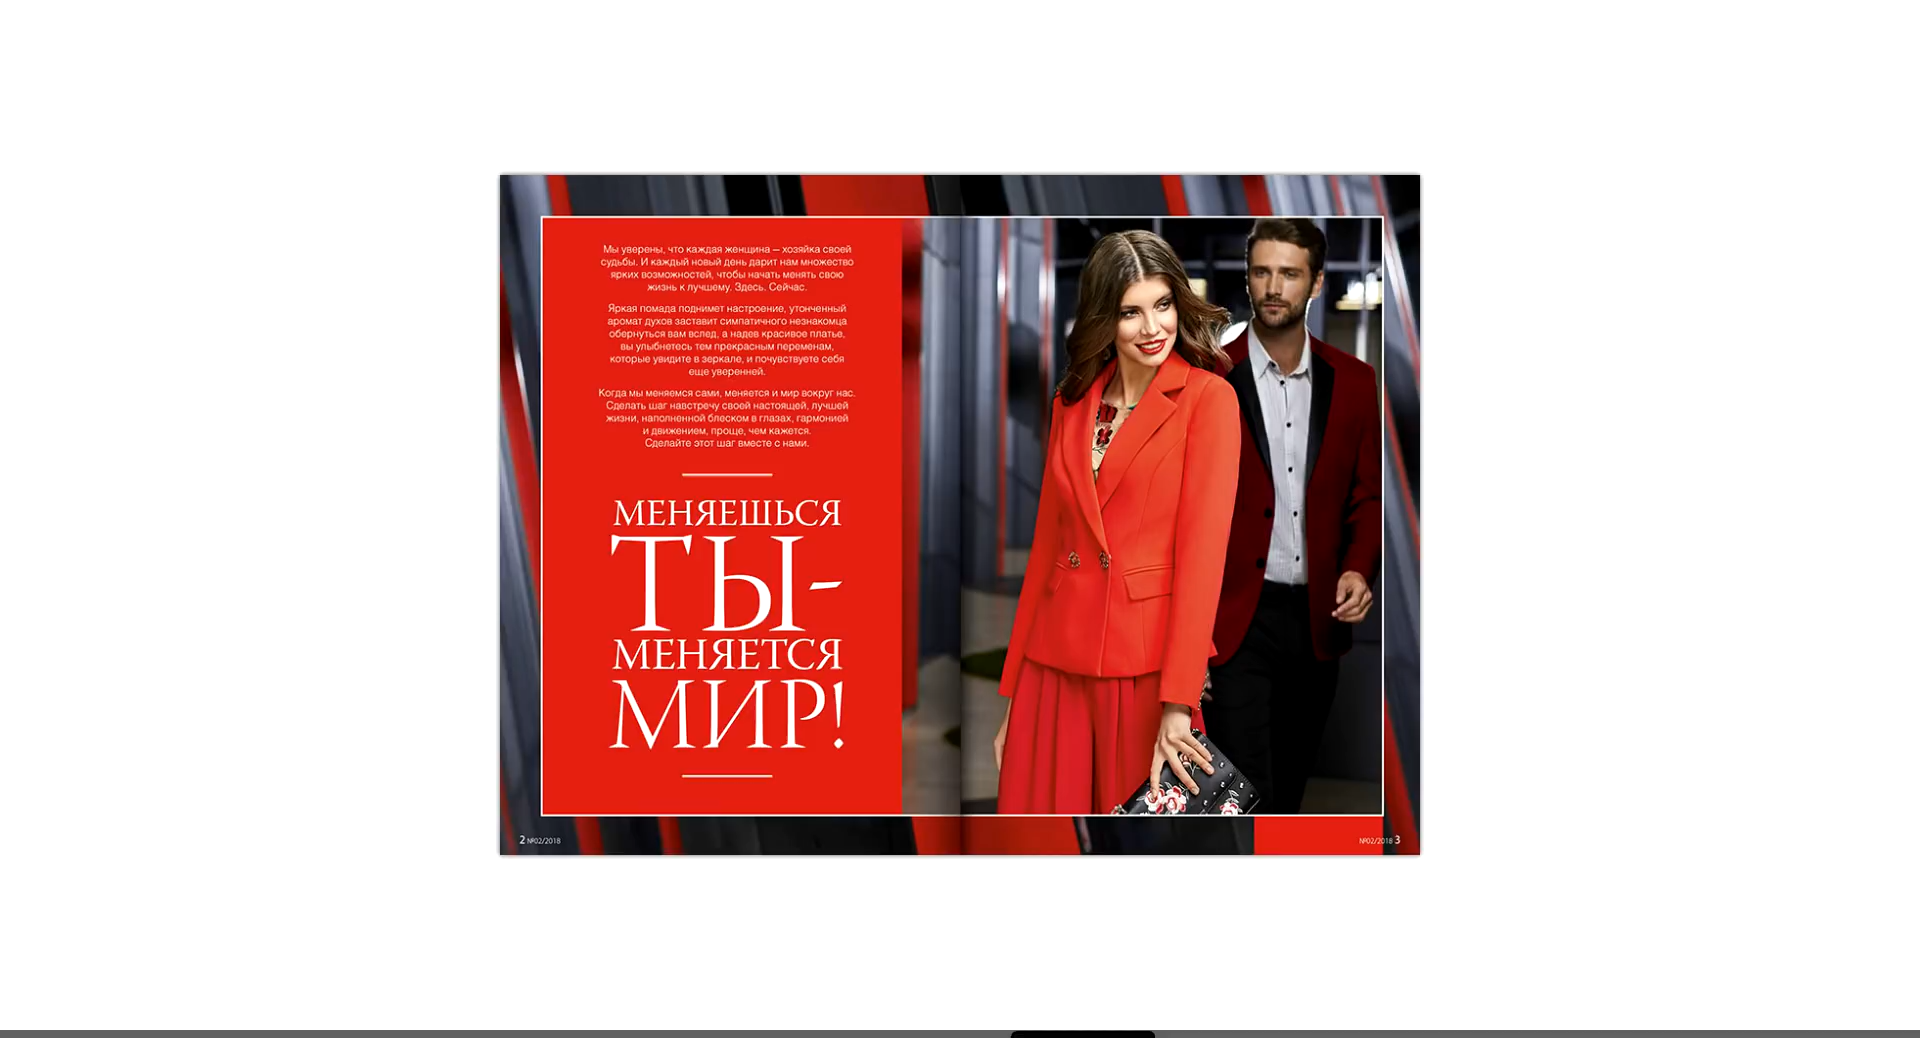 Мы уверены, что каждая женщина – хозяйка своей
судьбы. И каждый новый день дарит нам множество
ярких возможностей, чтобы начать менять свою
жизнь к лучшему. Здесь. Сейчас.
Яркая помада поднимет настроение, утонченный
аромат духов заставит симпатичного незнакомца
обернуться вам вслед, а надев красивое платье,
вы улыбнетесь тем прекрасным переменам,
которые увидите в зеркале, и почувствуете себя
еще уверенней.
Когда мы меняемся сами, меняется и мир вокруг нас.
Сделать шаг навстречу своей настоящей, лучшей
жизни, наполненной блеском в глазах, гармонией
и движением, проще, чем кажется.
Сделайте этот шаг вместе с нами.
МЕНЯЕШЬСЯ
ТЫ-
МЕНЯЕТСЯ
МИР!
2 №02/2018
№02/2018 3